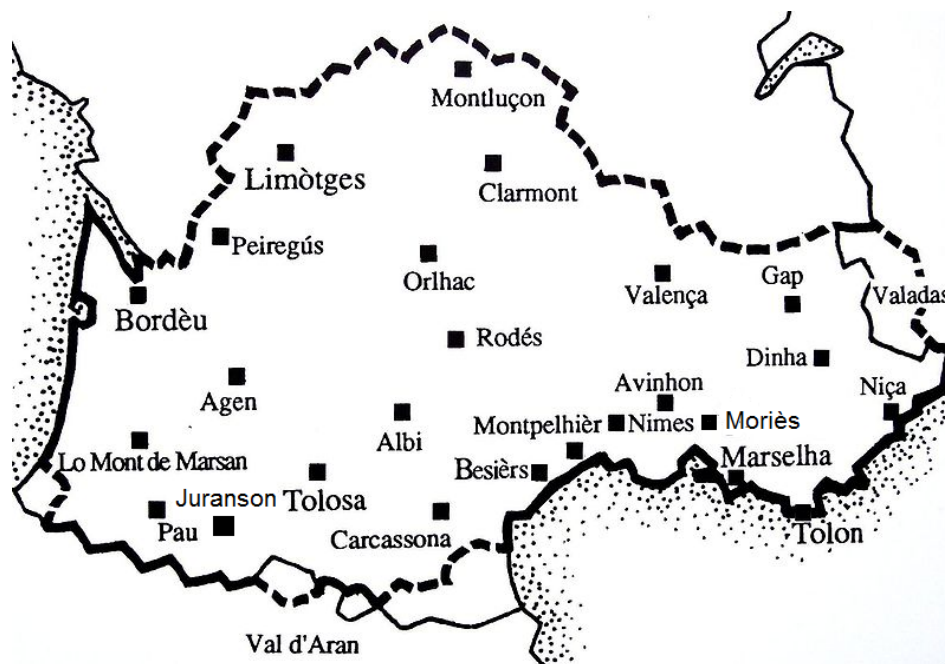 Montluçon
Limòtges
Clarmont
Peiregús
Orlhac
Valença
Gap
Valadas
Bordèu
Rodés
Dinha
Agen
Avinhon
Niça
Albi
Montpelhièr
Nimes
Moriès
Lo Mont de Marsan
Besièrs
Marselha
Juranson
Tolosa
Pau
Carcassona
Tolon
Val d'Aran